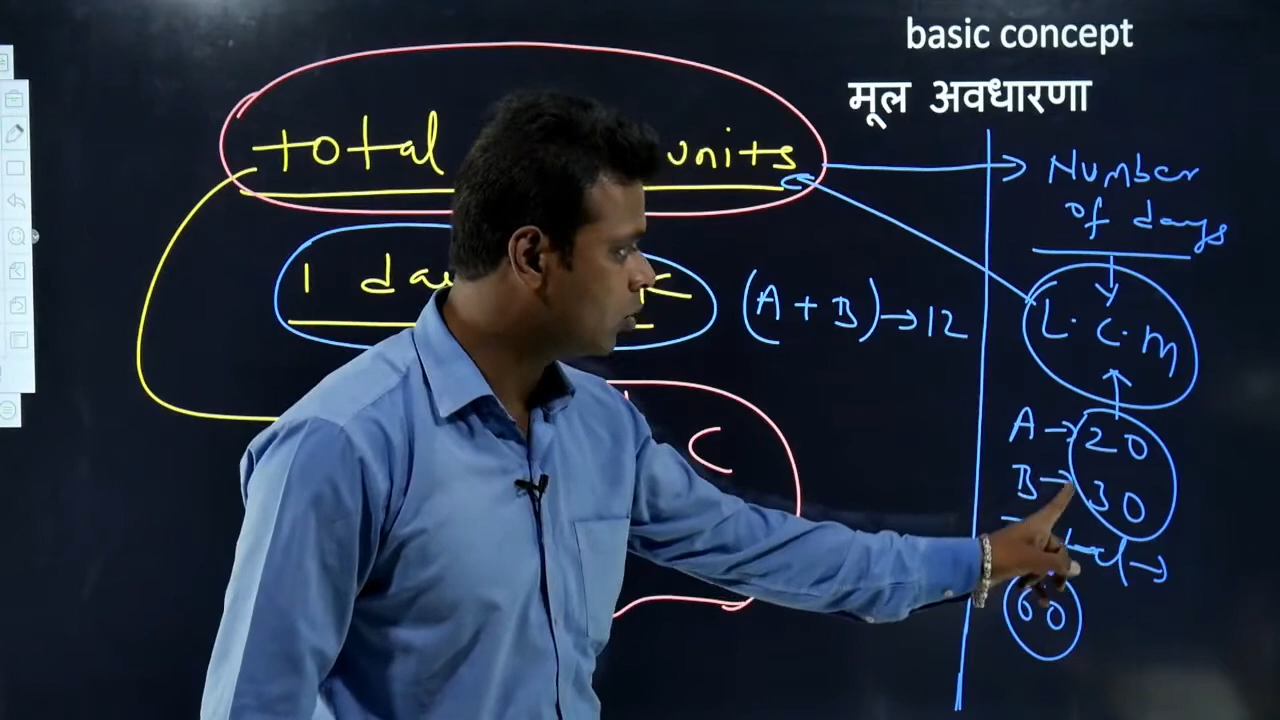 basic concept
मूल अवधारणा
total units
1 da
(A + B) → 12
C
Number
of days
L.C.M
A → 20
B → 30
60